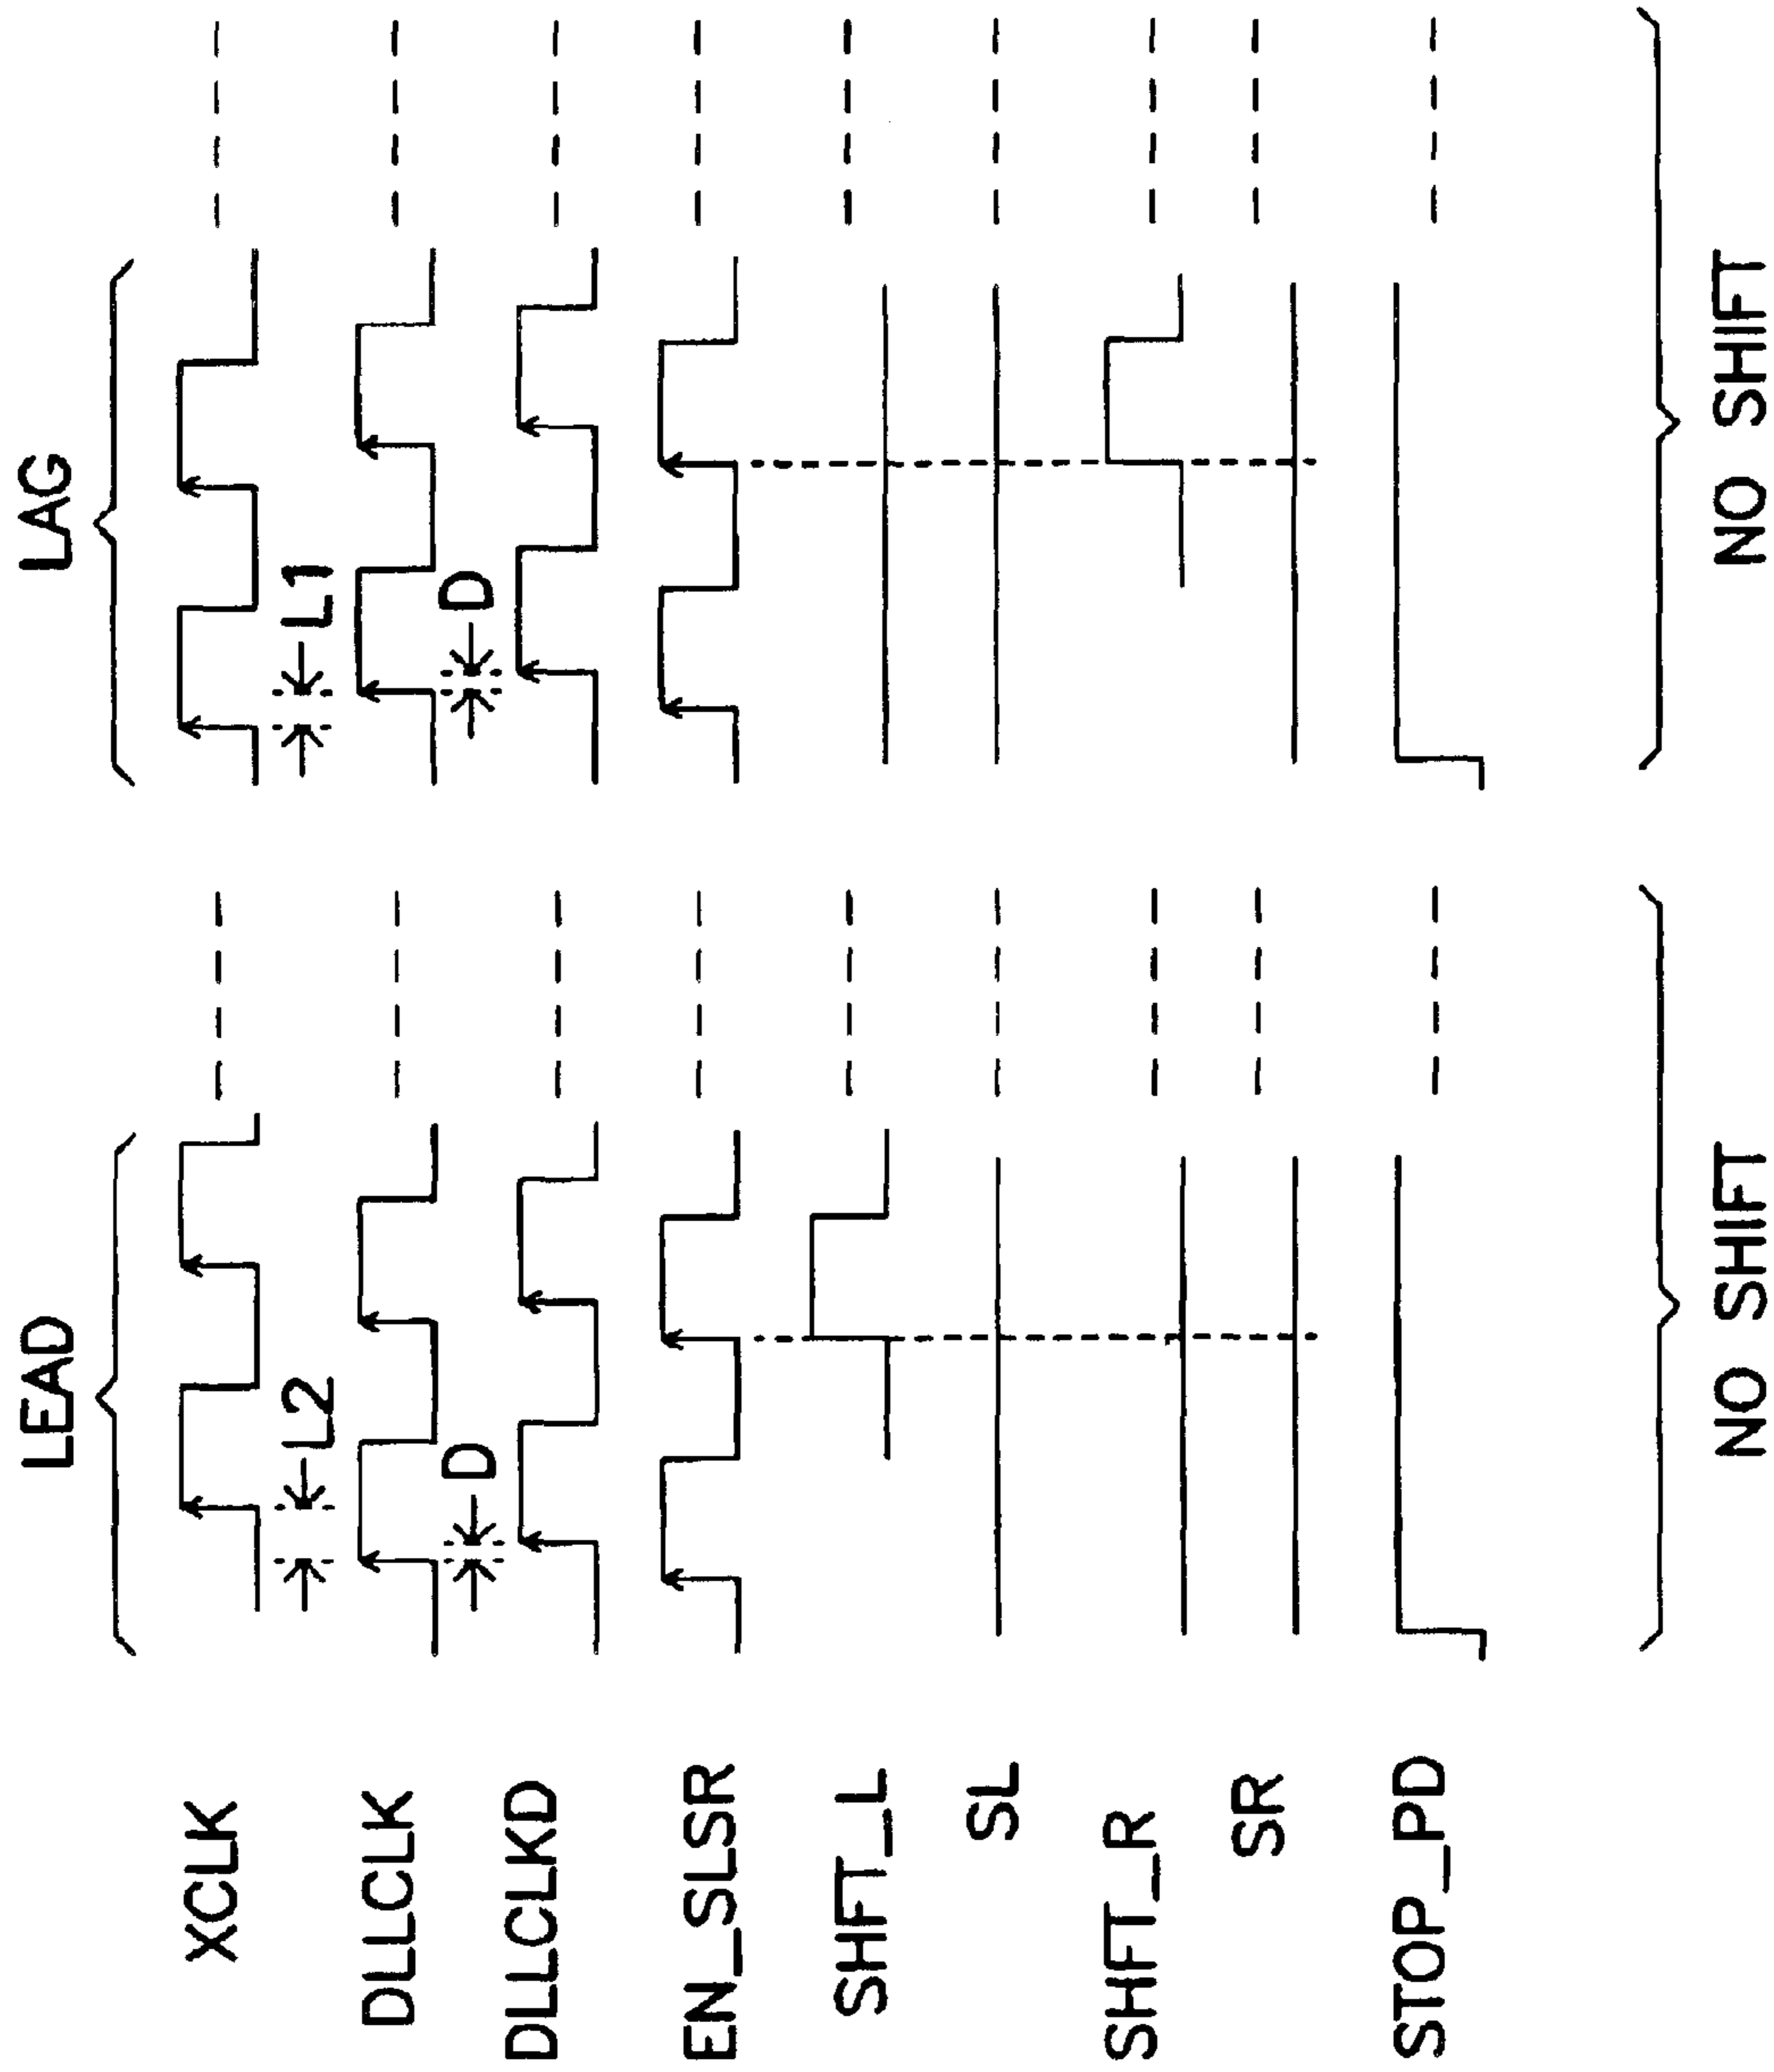 LEAD
LAG
XCLK
L2
L1
DLLCLK
D
D
DLLCLKD
EN_SLSR
SHFT_L
SL
SHFT_R
SR
STOP_PD
NO SHIFT
NO SHIFT